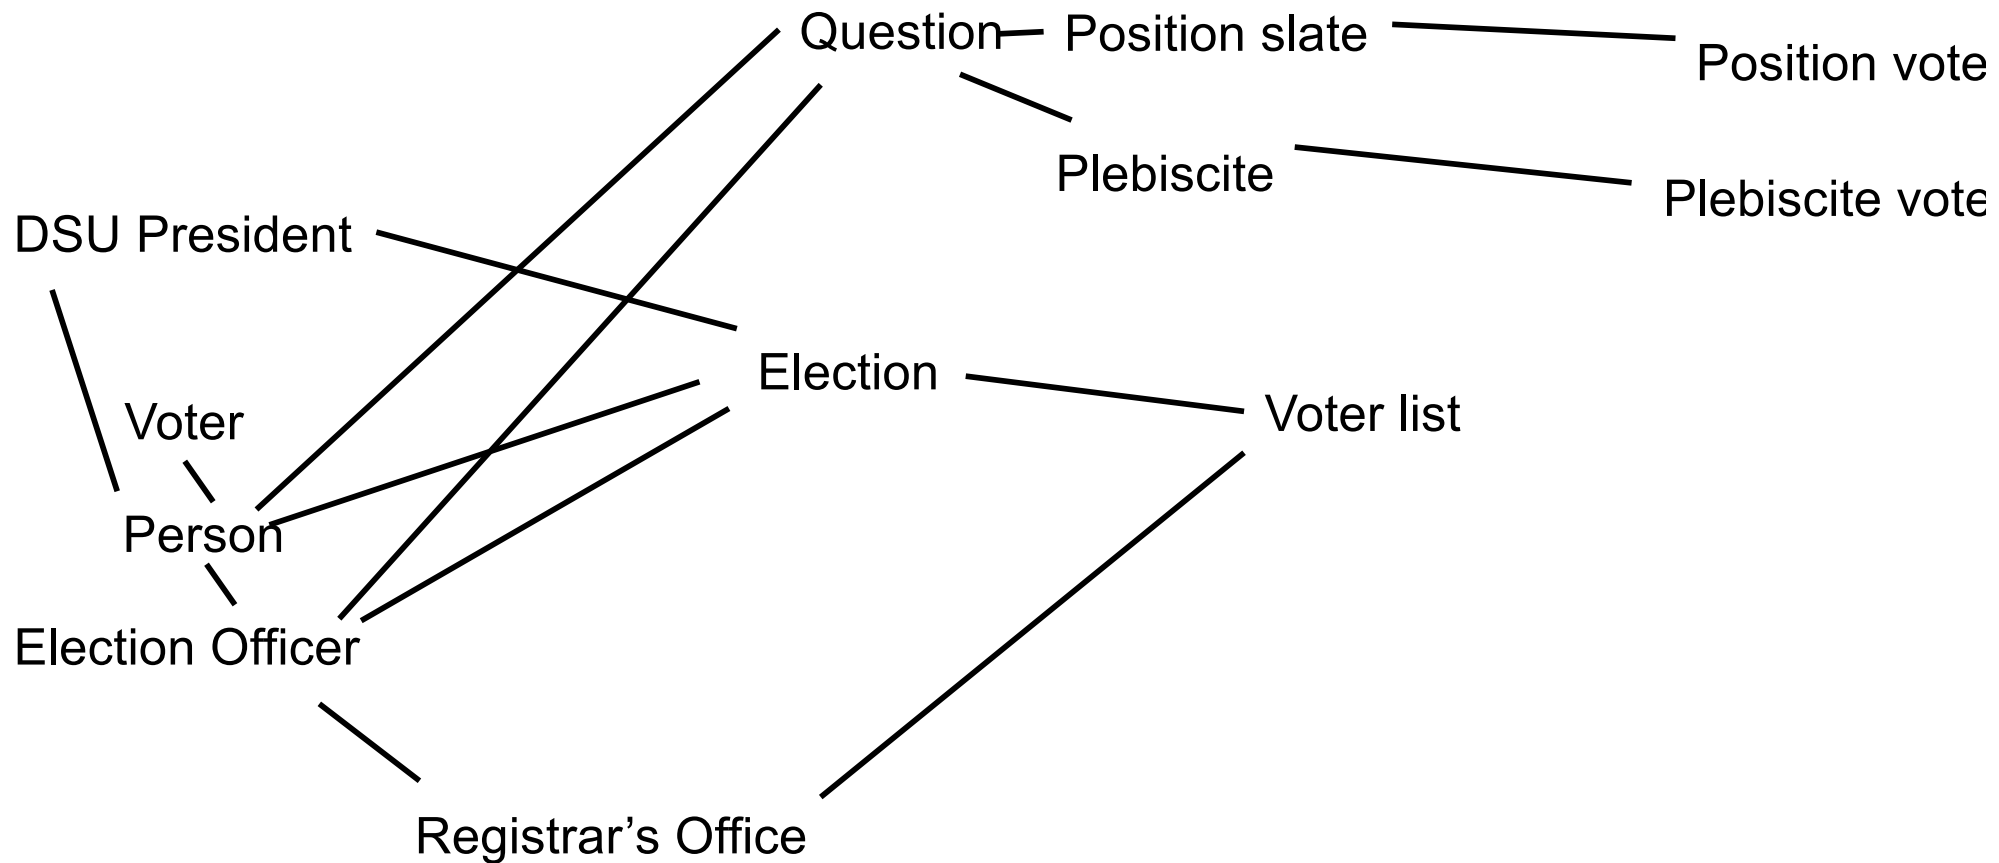 Question
Position slate
Position vote
Plebiscite
Plebiscite vote
DSU President
Election
Voter list
Voter
Person
Election Officer
Registrar’s Office